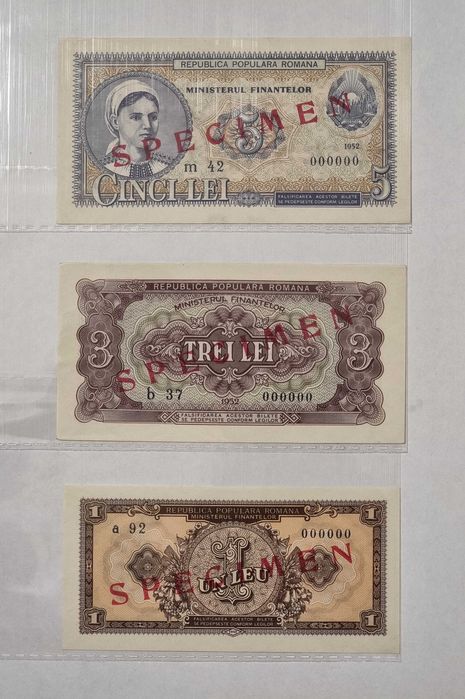 REPUBLICA POPULARA ROMANA
MINISTERUL FINANTELOR
SPECIMEN
5
1952
m 42 000000
CINCI LEI 5
FALSIFICAREA ACESTOR BILETE
SE PEDEPSESTE CONFORM LEGILOR
REPUBLICA POPULARA ROMANA
MINISTERUL FINANTELOR
SPECIMEN
3 TREI LEI 3
b 37 1952 000000
FALSIFICAREA ACESTOR BILETE
SE PEDEPSESTE CONFORM LEGILOR
1 REPUBLICA POPULARA ROMANA 1
MINISTERUL FINANTELOR
a 92 000000
SPECIMEN
1
UN LEU
1 1
FALSIFICAREA ACESTOR BILETE
SE PEDEPSESTE CONFORM LEGILOR